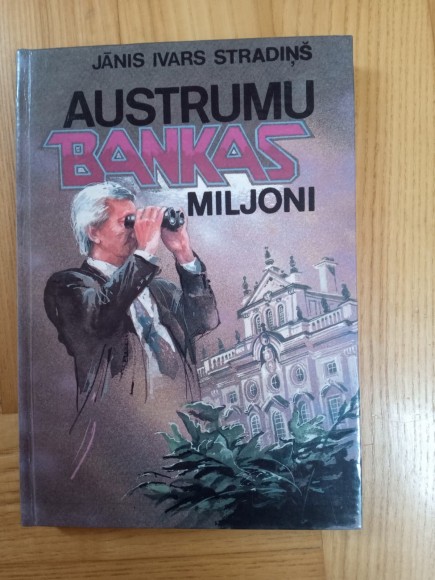 JĀNIS IVARS STRADIŅŠ
AUSTRUMU
BANKAS
MILJONI